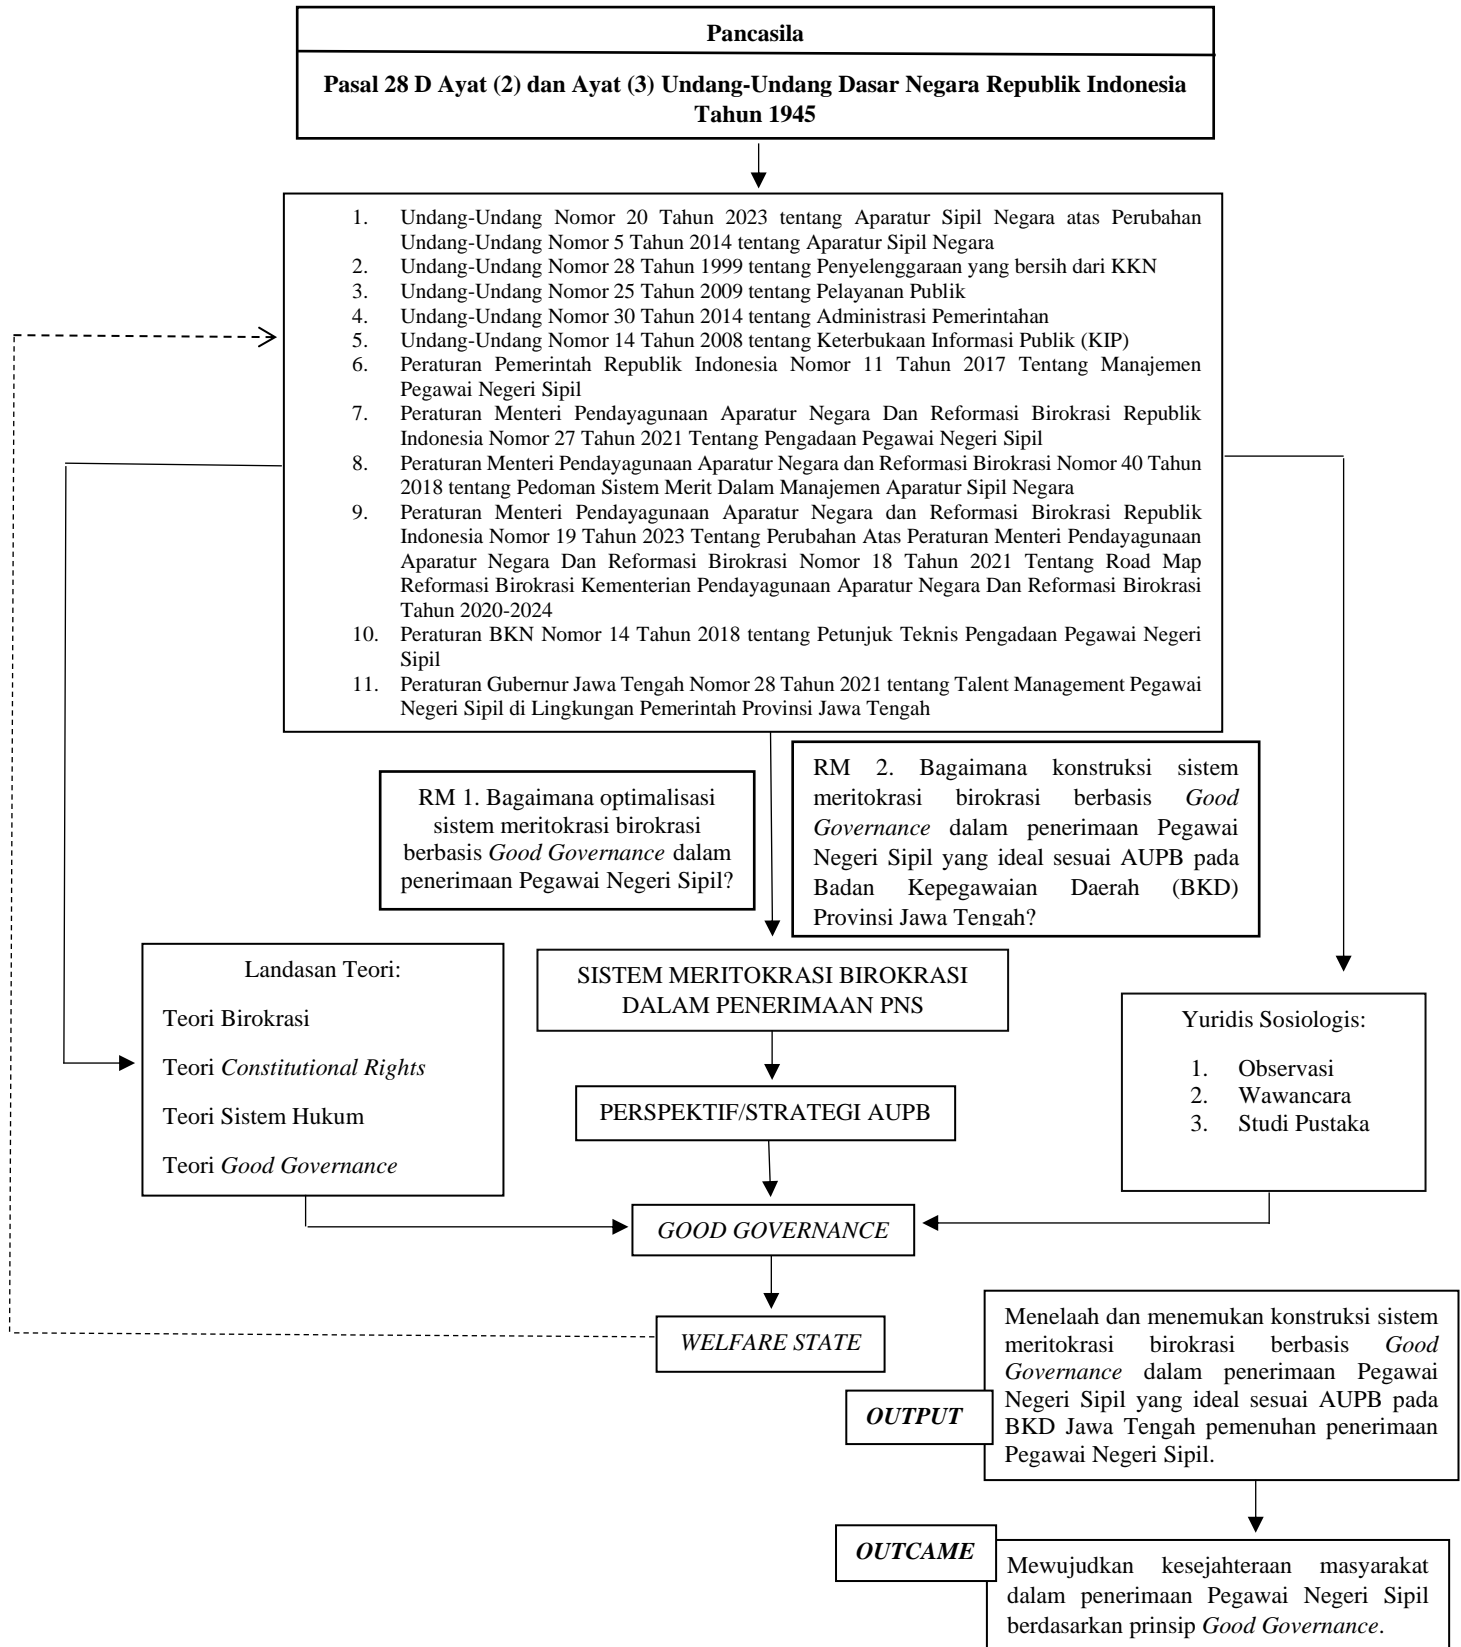 Pancasila
Pasal 28 D Ayat (2) dan Ayat (3) Undang-Undang Dasar Negara Republik Indonesia
Tahun 1945
1. Undang-Undang Nomor 20 Tahun 2023 tentang Aparatur Sipil Negara atas Perubahan
Undang-Undang Nomor 5 Tahun 2014 tentang Aparatur Sipil Negara
2. Undang-Undang Nomor 28 Tahun 1999 tentang Penyelenggaraan yang bersih dari KKN
3. Undang-Undang Nomor 25 Tahun 2009 tentang Pelayanan Publik
4. Undang-Undang Nomor 30 Tahun 2014 tentang Administrasi Pemerintahan
5. Undang-Undang Nomor 14 Tahun 2008 tentang Keterbukaan Informasi Publik (KIP)
6. Peraturan Pemerintah Republik Indonesia Nomor 11 Tahun 2017 Tentang Manajemen
Pegawai Negeri Sipil
7. Peraturan Menteri Pendayagunaan Aparatur Negara Dan Reformasi Birokrasi Republik
Indonesia Nomor 27 Tahun 2021 Tentang Pengadaan Pegawai Negeri Sipil
8. Peraturan Menteri Pendayagunaan Aparatur Negara dan Reformasi Birokrasi Nomor 40 Tahun
2018 tentang Pedoman Sistem Merit Dalam Manajemen Aparatur Sipil Negara
9. Peraturan Menteri Pendayagunaan Aparatur Negara dan Reformasi Birokrasi Republik
Indonesia Nomor 19 Tahun 2023 Tentang Perubahan Atas Peraturan Menteri Pendayagunaan
Aparatur Negara Dan Reformasi Birokrasi Nomor 18 Tahun 2021 Tentang Road Map
Reformasi Birokrasi Kementerian Pendayagunaan Aparatur Negara Dan Reformasi Birokrasi
Tahun 2020-2024
10. Peraturan BKN Nomor 14 Tahun 2018 tentang Petunjuk Teknis Pengadaan Pegawai Negeri
Sipil
11. Peraturan Gubernur Jawa Tengah Nomor 28 Tahun 2021 tentang Talent Management Pegawai
Negeri Sipil di Lingkungan Pemerintah Provinsi Jawa Tengah
RM 1. Bagaimana optimalisasi
sistem meritokrasi birokrasi
berbasis Good Governance dalam
penerimaan Pegawai Negeri Sipil?
RM 2. Bagaimana konstruksi sistem
meritokrasi birokrasi berbasis Good
Governance dalam penerimaan Pegawai
Negeri Sipil yang ideal sesuai AUPB pada
Badan Kepegawaian Daerah (BKD)
Provinsi Jawa Tengah?
Landasan Teori:
Teori Birokrasi
Teori Constitutional Rights
Teori Sistem Hukum
Teori Good Governance
SISTEM MERITOKRASI BIROKRASI
DALAM PENERIMAAN PNS
PERSPEKTIF/STRATEGI AUPB
GOOD GOVERNANCE
WELFARE STATE
Yuridis Sosiologis:
1. Observasi
2. Wawancara
3. Studi Pustaka
OUTPUT
Menelaah dan menemukan konstruksi sistem
meritokrasi birokrasi berbasis Good
Governance dalam penerimaan Pegawai
Negeri Sipil yang ideal sesuai AUPB pada
BKD Jawa Tengah pemenuhan penerimaan
Pegawai Negeri Sipil.
OUTCAME
Mewujudkan kesejahteraan masyarakat
dalam penerimaan Pegawai Negeri Sipil
berdasarkan prinsip Good Governance.